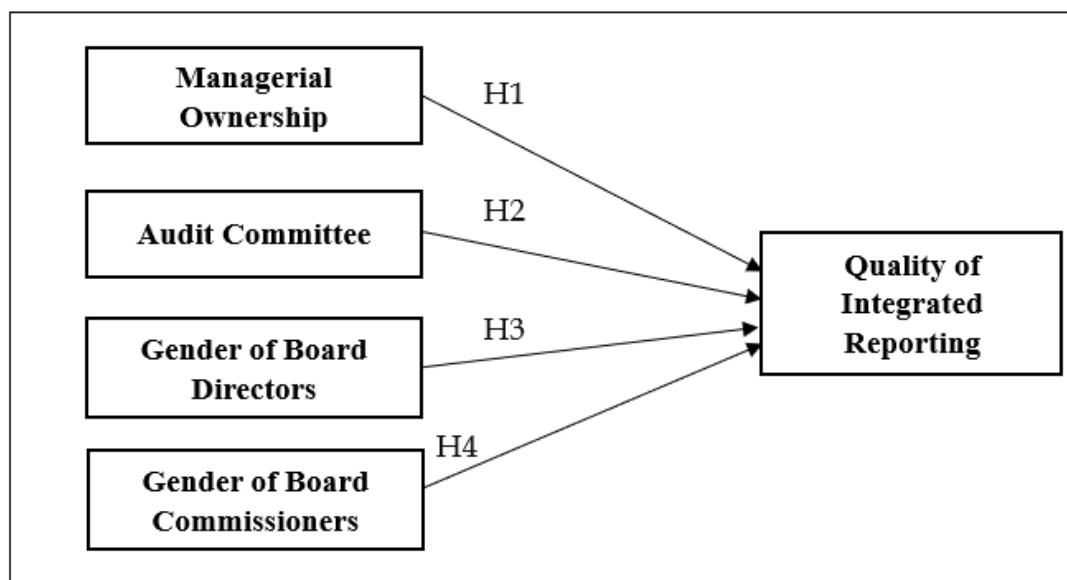 Managerial
Ownership
H1
Audit Committee
H2
Gender of Board
Directors
H3
Gender of Board
Commissioners
H4
Quality of
Integrated
Reporting